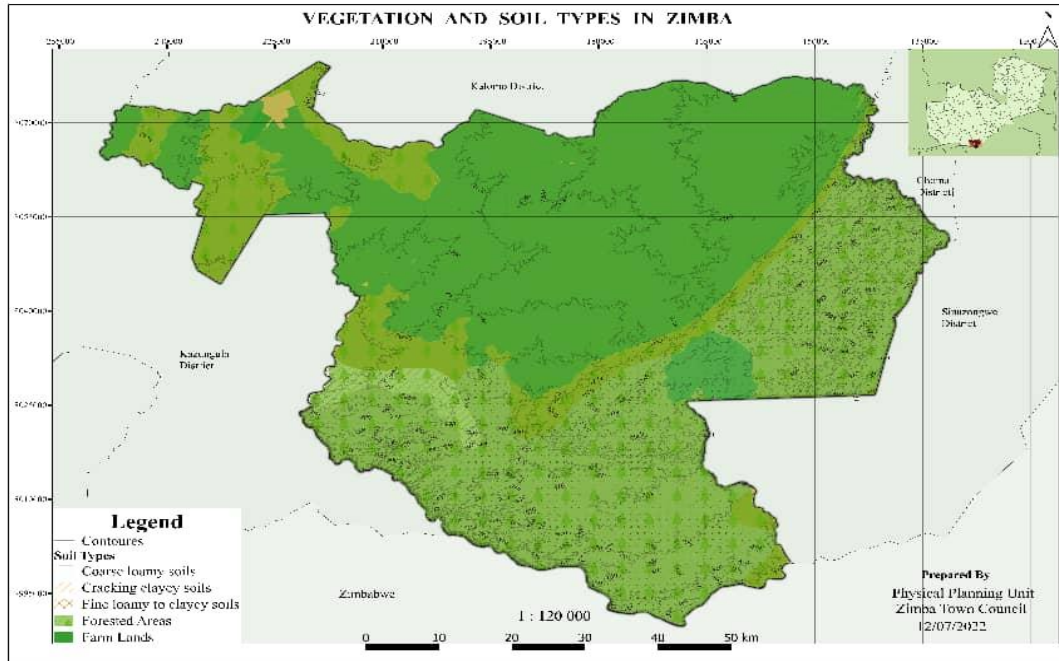 VEGETATION AND SOIL TYPES IN ZIMBA
N
Kalomo District
Choma
District
Sinazongwe
District
Kazungula
District
Zimbabwe
Legend
Contoures
Soil Types
Coarse loamy soils
Cracking clayey soils
Fine loamy to clayey soils
Forested Areas
Farm Lands
1 : 120 000
0 10 20 30 40 50 km
Prepared By
Physical Planning Unit
Zimba Town Council
12/07/2022